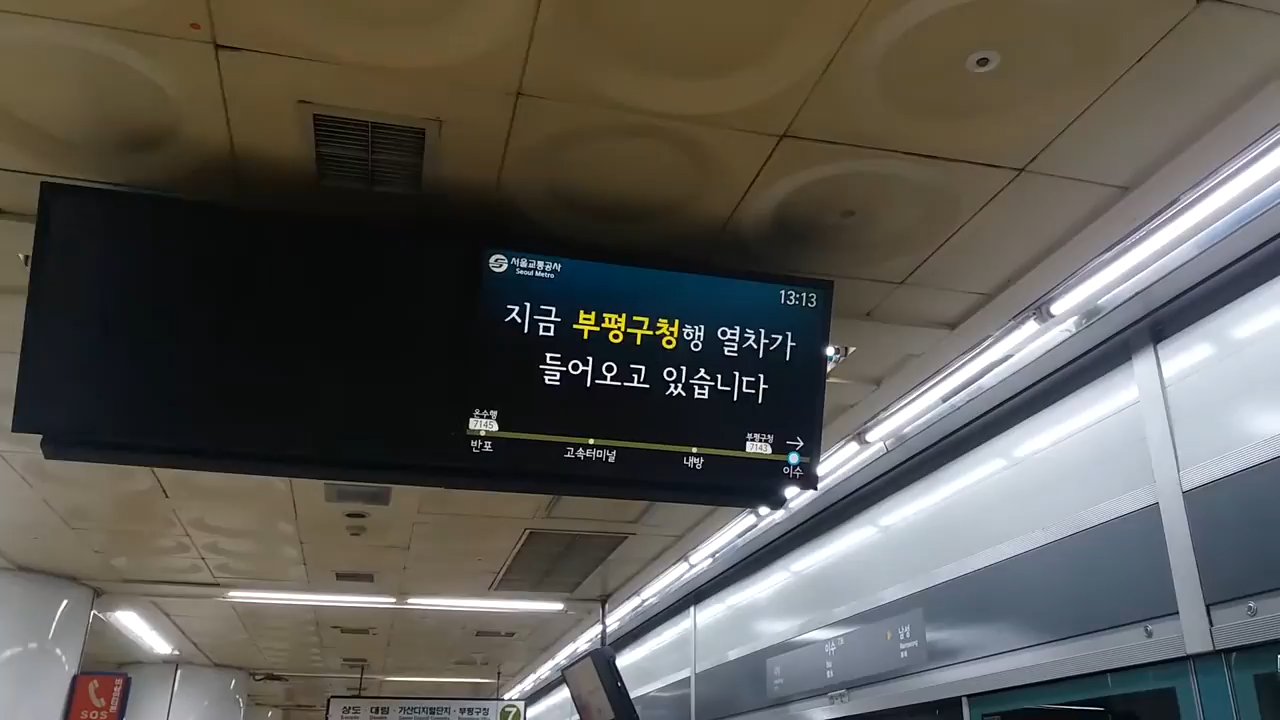 서울교통공사
Seoul Metro
13:13
지금 부평구청행 열차가
들어오고 있습니다
온수행
7145
부평구청
7143
반포
고속터미널
내방
이수
이수
남성
상도 대림 · 가산디지털단지 · 부평구청
7
SOS